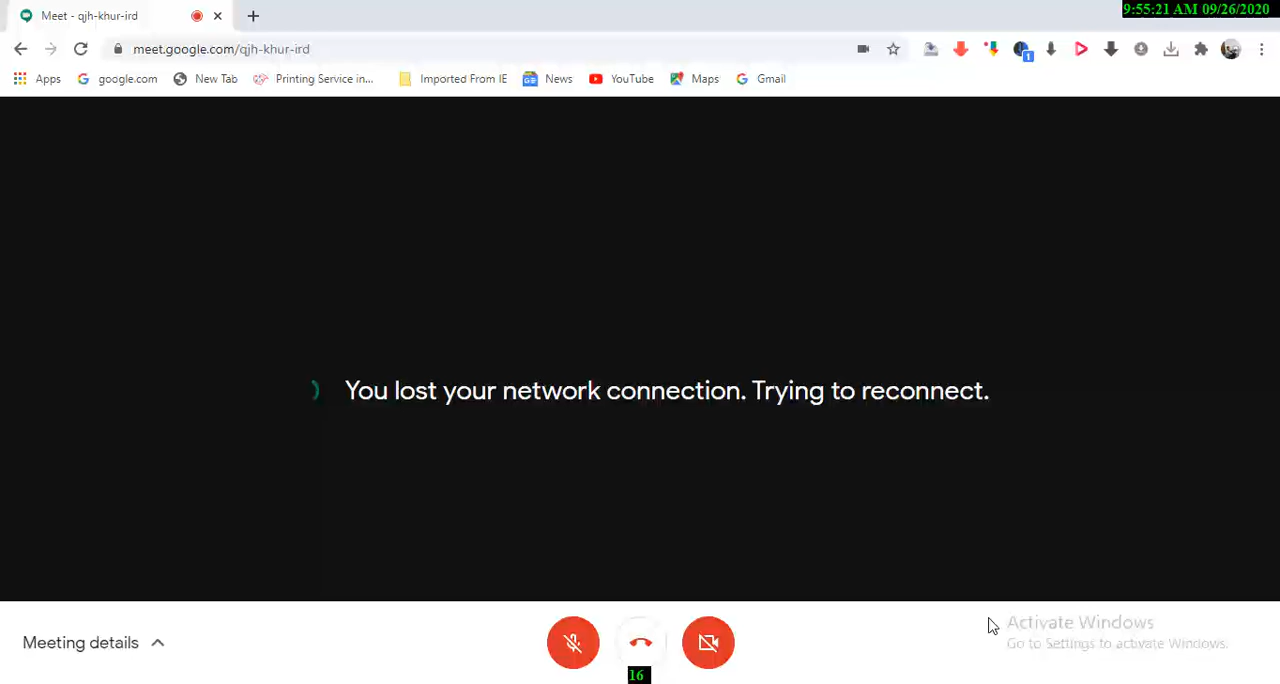 Meet - qjh-khur-ird
9:55:21 AM 09/26/2020
meet.google.com/qjh-khur-ird
1
Apps google.com New Tab Printing Service in... Imported From IE News YouTube Maps Gmail
You lost your network connection. Trying to reconnect.
Meeting details
Activate Windows
Go to Settings to activate Windows.
16